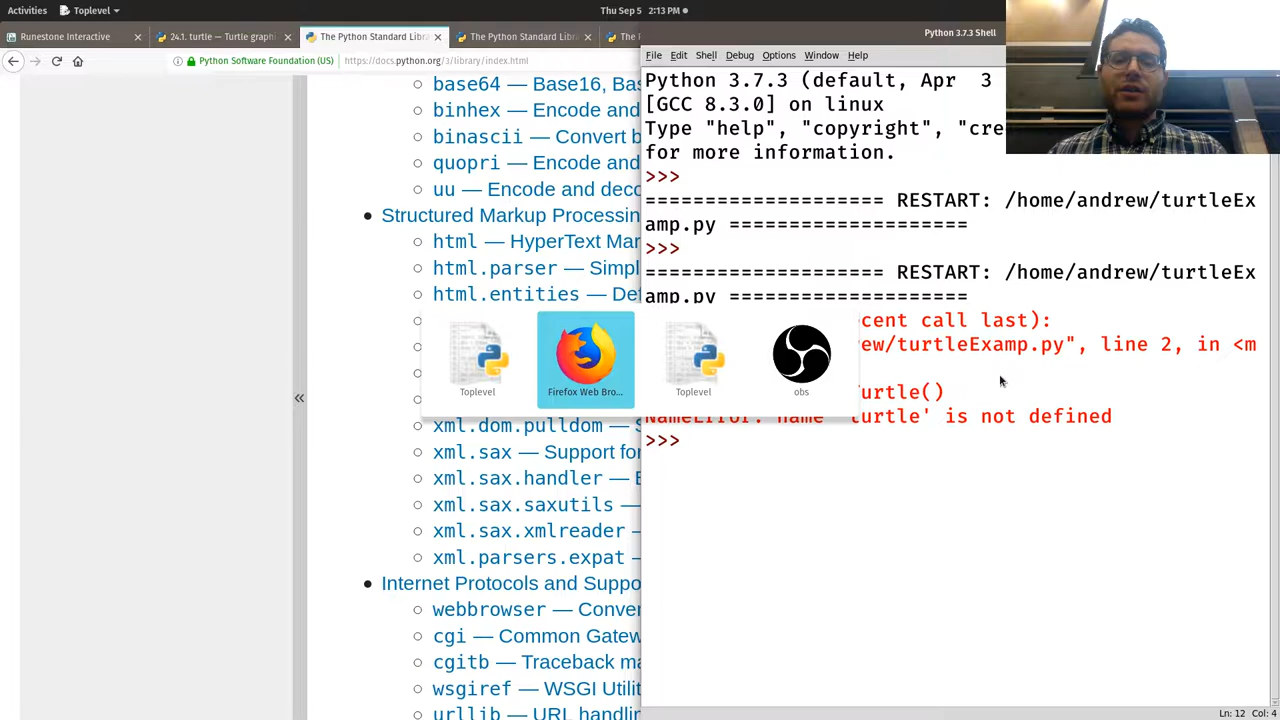 Activities
Toplevel
Thu Sep 5 2:13 PM
Runestone Interactive
24.1. turtle — Turtle graphi
The Python Standard Libra
The Python Standard Libra
Python Software Foundation (US)
https://docs.python.org/3/library/index.html
base64 — Base16, Bas
binhex — Encode and
binascii — Convert b
quopri — Encode and
uu — Encode and deco
Structured Markup Processin
html — HyperText Mar
html.parser — Simpl
html.entities — Def
xml.dom.pulldom — S
xml.sax — Support for
xml.sax.handler — B
xml.sax.saxutils —
xml.sax.xmlreader —
xml.parsers.expat —
Internet Protocols and Suppo
webbrowser — Conven
cgi — Common Gatew
cgitb — Traceback ma
wsgiref — WSGI Utilit
urllib — URL handlin
«
Python 3.7.3 Shell
File Edit Shell Debug Options Window Help
Python 3.7.3 (default, Apr 3
[GCC 8.3.0] on linux
Type "help", "copyright", "cre
for more information.
>>>
==================== RESTART: /home/andrew/turtleEx
amp.py ====================
>>>
==================== RESTART: /home/andrew/turtleEx
amp.py ====================
cent call last):
ew/turtleExamp.py", line 2, in <m
urtle()
NameError: name 'turtle' is not defined
>>>
Toplevel
Firefox Web Bro...
Toplevel
obs
Ln: 12 Col: 4